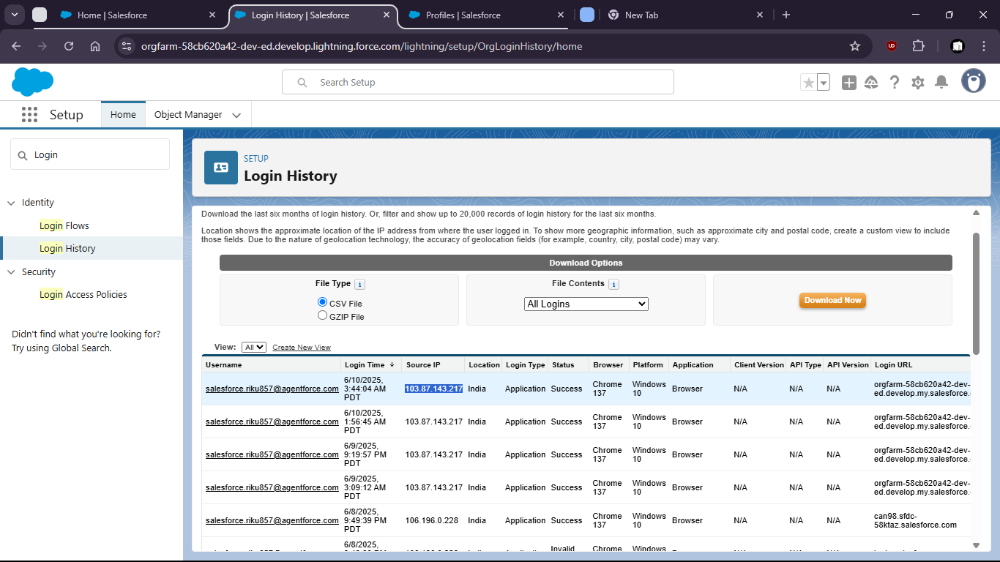 Home | Salesforce
Login History | Salesforce
Profiles | Salesforce
New Tab
orgfarm-58cb620a42-dev-ed.develop.lightning.force.com/lightning/setup/OrgLoginHistory/home
Search Setup
Setup
Home
Object Manager
Login
Identity
Login Flows
Login History
Security
Login Access Policies
Didn't find what you're looking for?
Try using Global Search.
SETUP
Login History
Download the last six months of login history. Or, filter and show up to 20,000 records of login history for the last six months.
Location shows the approximate location of the IP address from where the user logged in. To show more geographic information, such as approximate city and postal code, create a custom view to include
those fields. Due to the nature of geolocation technology, the accuracy of geolocation fields (for example, country, city, postal code) may vary.
Download Options
File Type i
CSV File
GZIP File
File Contents i
All Logins
Download Now
View: All Create New View
Username Login Time Source IP Location Login Type Status Browser Platform Application Client Version API Type API Version Login URL
salesforce.riku857@agentforce.com 6/10/2025, 3:44:04 AM PDT 103.87.143.217 India Application Success Chrome 137 Windows 10 Browser N/A N/A N/A orgfarm-58cb620a42-dev-ed.develop.my.salesforce.
salesforce.riku857@agentforce.com 6/10/2025, 1:56:45 AM PDT 103.87.143.217 India Application Success Chrome 137 Windows 10 Browser N/A N/A N/A orgfarm-58cb620a42-dev-ed.develop.my.salesforce.
salesforce.riku857@agentforce.com 6/9/2025, 9:19:57 PM PDT 103.87.143.217 India Application Success Chrome 137 Windows 10 Browser N/A N/A N/A orgfarm-58cb620a42-dev-ed.develop.my.salesforce.
salesforce.riku857@agentforce.com 6/9/2025, 3:09:12 AM PDT 103.87.143.217 India Application Success Chrome 137 Windows 10 Browser N/A N/A N/A orgfarm-58cb620a42-dev-ed.develop.my.salesforce.
salesforce.riku857@agentforce.com 6/8/2025, 9:49:39 PM PDT 106.196.0.228 India Application Success Chrome 137 Windows 10 Browser N/A N/A N/A can98.sfdc-58ktaz.salesforce.com
6/8/2025, Invalid Chrome Windows